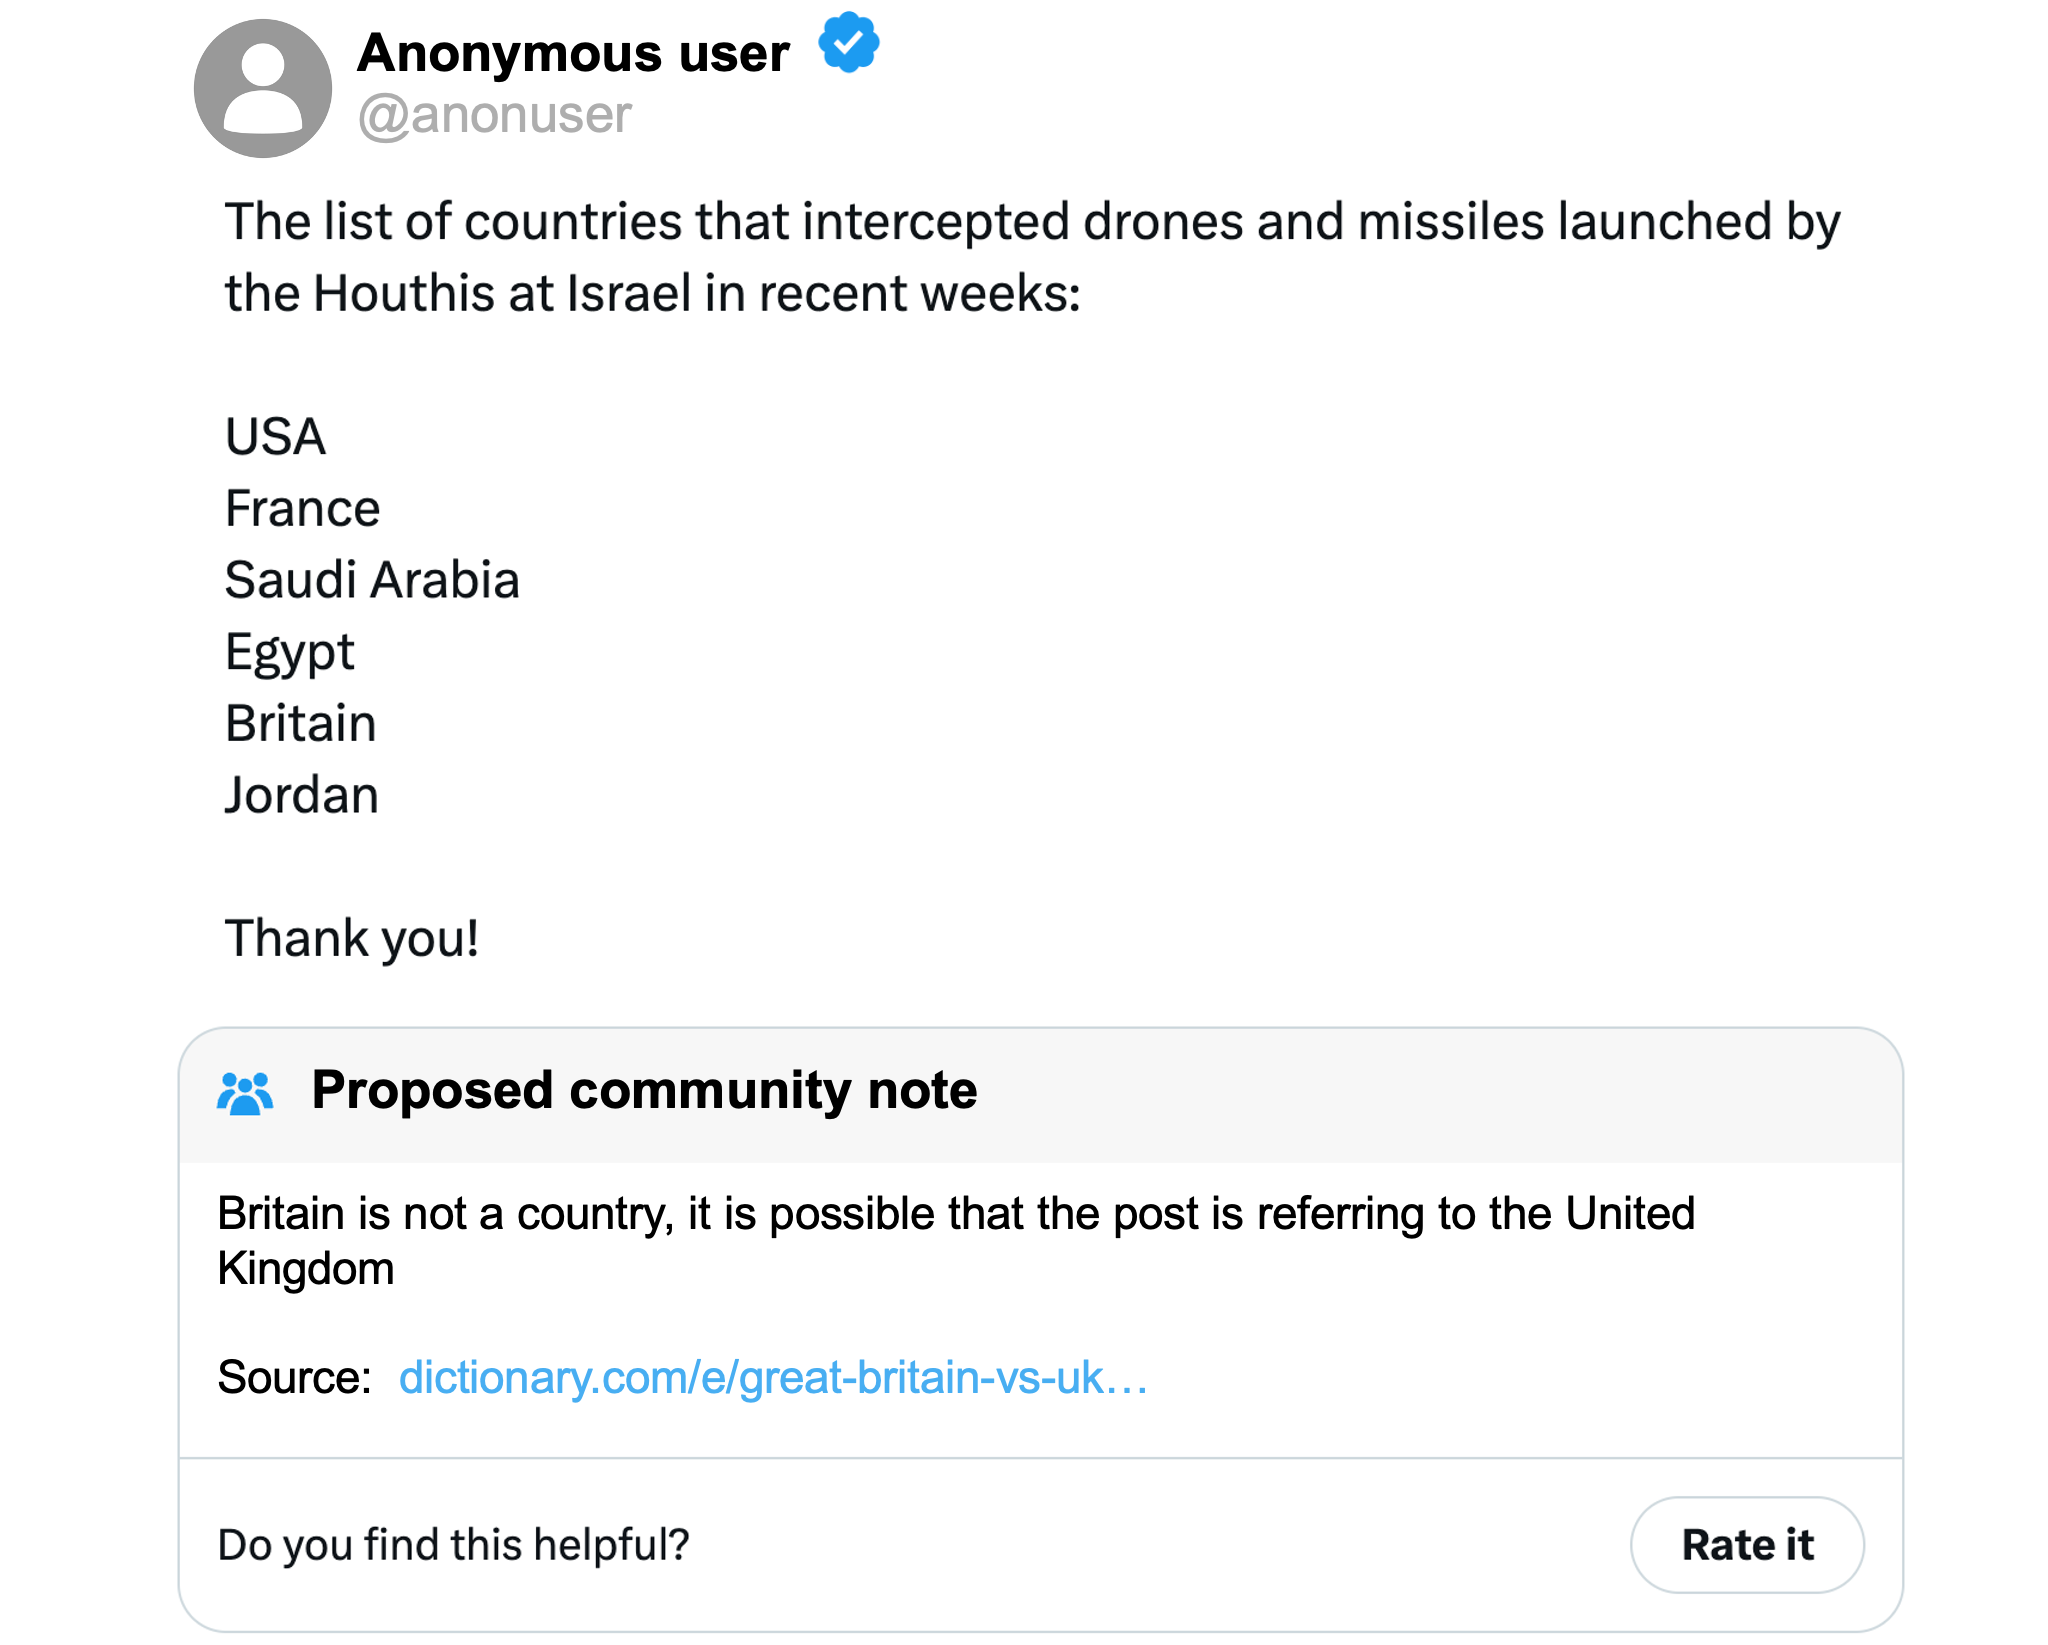 Anonymous user
@anonuser
The list of countries that intercepted drones and missiles launched by
the Houthis at Israel in recent weeks:
USA
France
Saudi Arabia
Egypt
Britain
Jordan
Thank you!
Proposed community note
Britain is not a country, it is possible that the post is referring to the United
Kingdom
Source: dictionary.com/e/great-britain-vs-uk…
Do you find this helpful?
Rate it